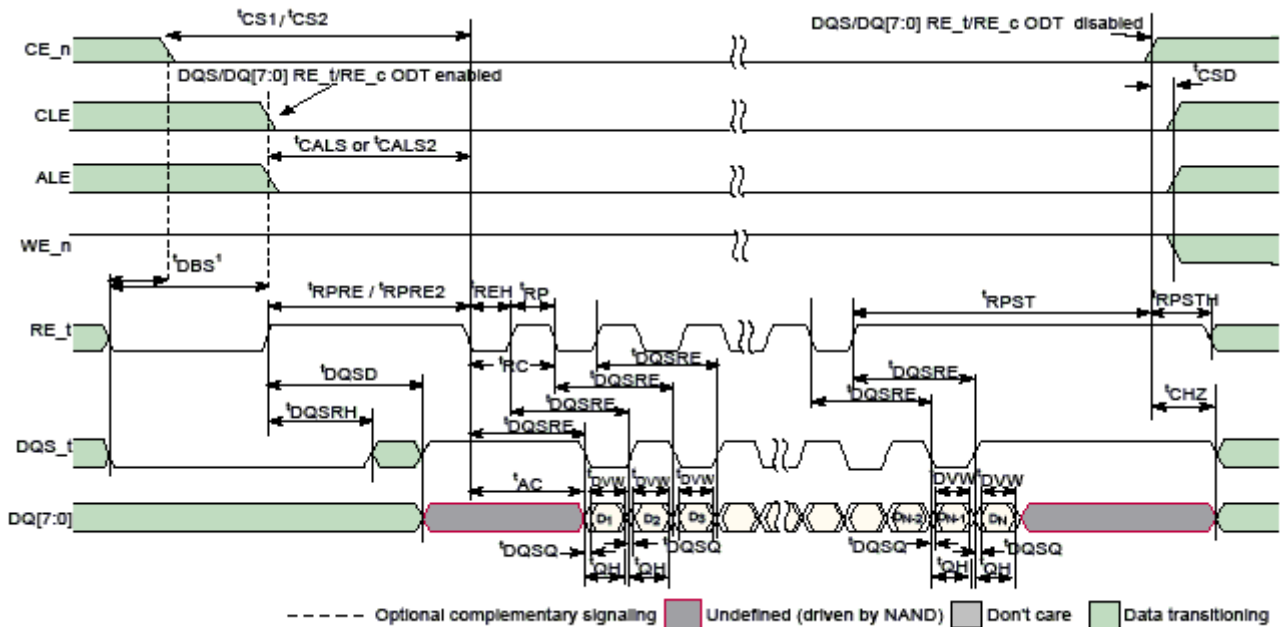 tCS1/tCS2
DQS/DQ[7:0] RE_t/RE_c ODT disabled
CE_n
DQS/DQ[7:0] RE_t/RE_c ODT enabled
tCSD
CLE
tCALS or tCALS2
ALE
WE_n
tDBS1
tRPRE / tRPRE2
tREH
tRP
tRPST
tRPSTH
RE_t
tRC
tDQSRE
tDQSRE
tDQSD
tDQSRE
tDQSRE
tDQSRH
tDQSRE
tDQSRE
tCHZ
DQS_t
tAC
tDVW
tDVW
tDVW
tDVW
tDVW
DQ[7:0]
D1
D2
D3
DN-2
DN-1
DN
tDQSQ
tDQSQ
tDQSQ
tDQSQ
tQH
tQH
tQH
tQH
Optional complementary signaling
Undefined (driven by NAND)
Don't care
Data transitioning